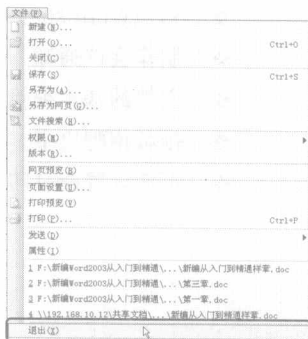 文件(F)
新建(N)...
打开(O)... Ctrl+O
关闭(C)
保存(S) Ctrl+S
另存为(A)...
另存为网页(G)...
文件搜索(H)...
权限(M)
版本(R)...
网页预览(B)
页面设置(U)...
打印预览(V)
打印(P)... Ctrl+P
发送(D)
属性(I)
1 F:\新编Word2003从入门到精通\...\新编从入门到精通样章.doc
2 F:\新编Word2003从入门到精通\...\第三章.doc
3 F:\新编Word2003从入门到精通\...\第一章.doc
4 \\192.168.10.12\共享文档\...\新编从入门到精通样章.doc
退出(X)